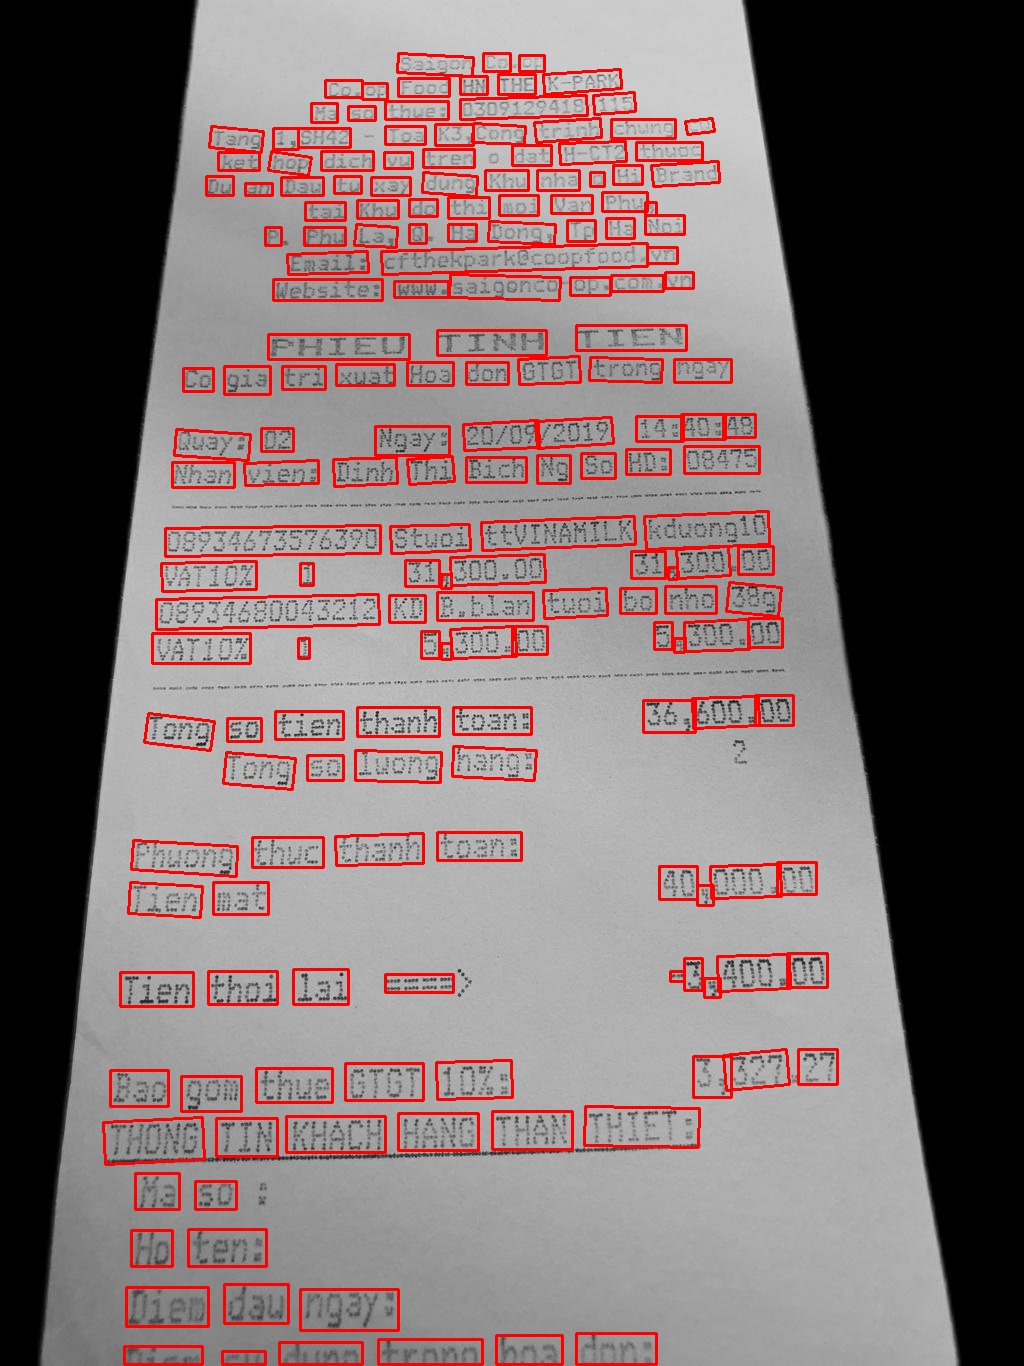 Saigon Co.op
Co.op Food HN THE K-PARK
Ma so thue: 0309129418 115
Tang 1,SH42 - Toa K3,Cong trinh chung cu
ket hop dich vu tren o dat H-CT2 thuoc
Du an Dau tu xay dung Khu nha o Hi Brand
tai Khu do thi moi Van Phu,
P. Phu La, Q. Ha Dong, Tp Ha Noi
Email: cfthekpark@coopfood.vn
Website: www.saigonco-op.com.vn
PHIEU TINH TIEN
Co gia tri xuat Hoa don GTGT trong ngay
Quay: 02 Ngay: 20/09/2019 14:40:48
Nhan vien: Dinh Thi Bich Ng So HD: 08475
08934673576390 Stuoi ttVINAMILK kduong10
VAT10% 1 31,300.00 31,300.00
08934680043212 KD B.blan tuoi bo nho 38g
VAT10% 1 5,300.00 5,300.00
Tong so tien thanh toan: 36,600.00
Tong so luong hang: 2
Phuong thuc thanh toan:
Tien mat 40,000.00
Tien thoi lai ====> -3,400.00
Bao gom thue GTGT 10%: 3,327.27
THONG TIN KHACH HANG THAN THIET:
Ma so :
Ho ten:
Diem dau ngay:
Diem su dung trong hoa don: